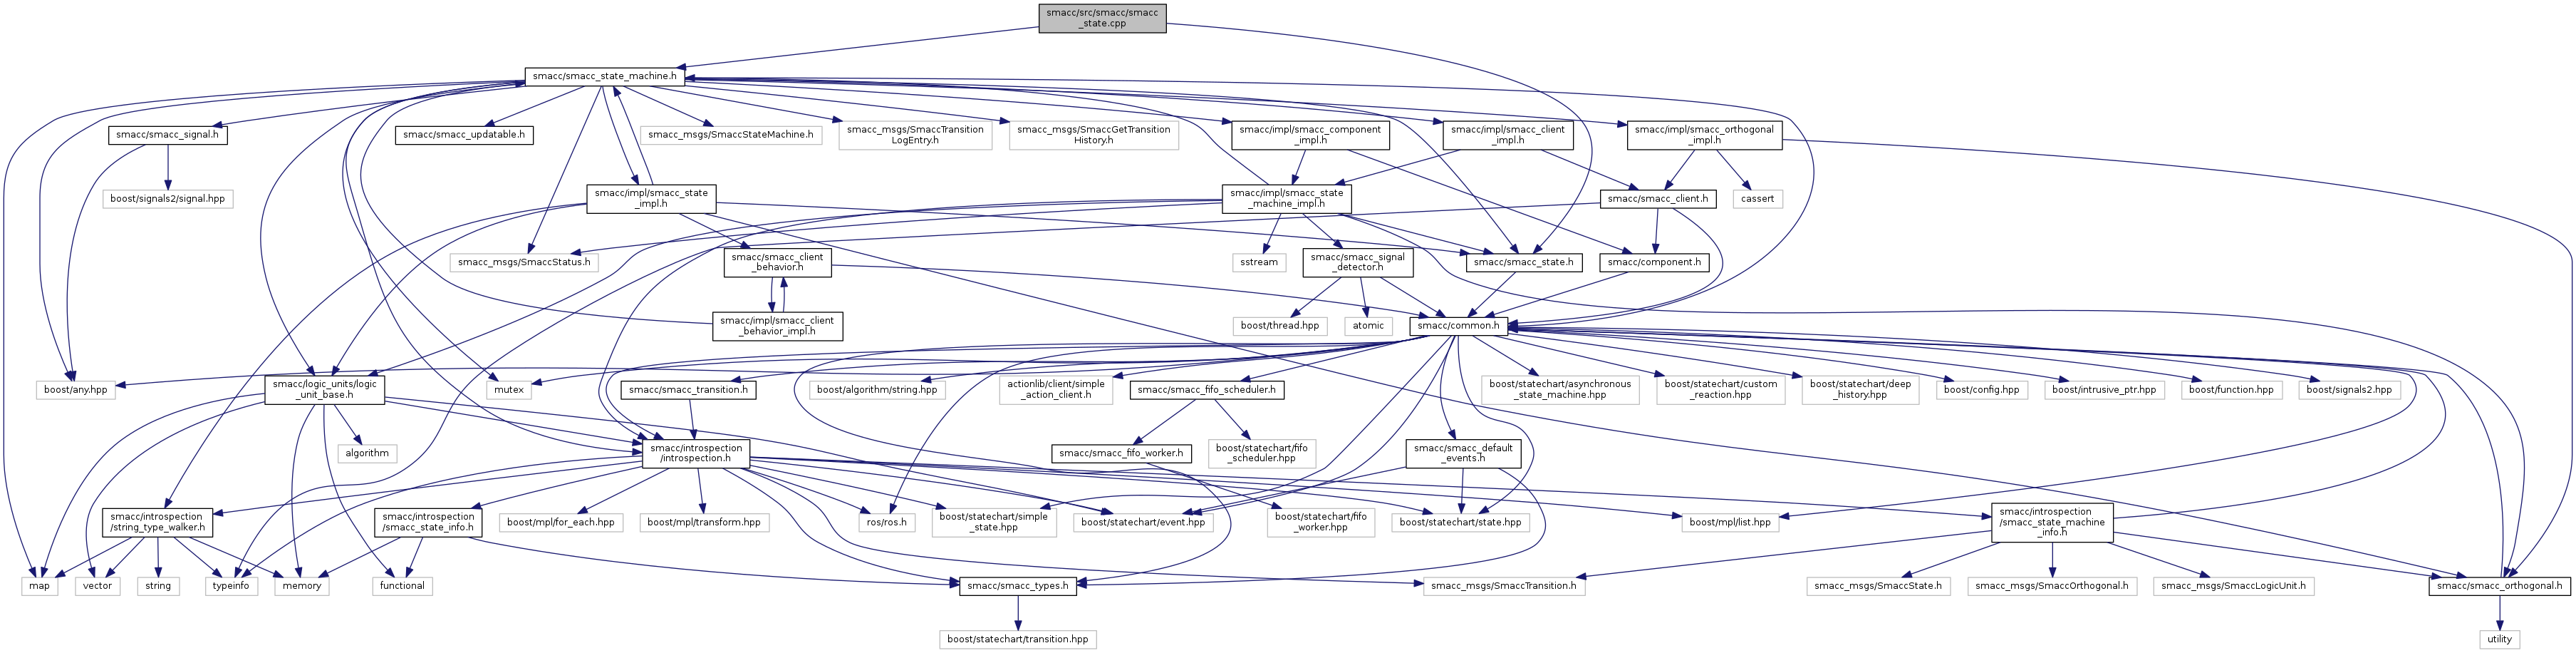 smacc/src/smacc/smacc
_state.cpp
smacc/smacc_state_machine.h
smacc/smacc_signal.h
smacc/smacc_updatable.h
smacc_msgs/SmaccStateMachine.h
smacc_msgs/SmaccTransition
LogEntry.h
smacc_msgs/SmaccGetTransition
History.h
smacc/impl/smacc_component
_impl.h
smacc/impl/smacc_client
_impl.h
smacc/impl/smacc_orthogonal
_impl.h
boost/signals2/signal.hpp
smacc/impl/smacc_state
_impl.h
smacc/impl/smacc_state
_machine_impl.h
smacc/smacc_client.h
cassert
smacc_msgs/SmaccStatus.h
smacc/smacc_client
_behavior.h
sstream
smacc/smacc_signal
_detector.h
smacc/smacc_state.h
smacc/component.h
smacc/impl/smacc_client
_behavior_impl.h
boost/thread.hpp
atomic
smacc/common.h
boost/any.hpp
smacc/logic_units/logic
_unit_base.h
mutex
smacc/smacc_transition.h
boost/algorithm/string.hpp
actionlib/client/simple
_action_client.h
smacc/smacc_fifo_scheduler.h
boost/statechart/asynchronous
_state_machine.hpp
boost/statechart/custom
_reaction.hpp
boost/statechart/deep
_history.hpp
boost/config.hpp
boost/intrusive_ptr.hpp
boost/function.hpp
boost/signals2.hpp
algorithm
smacc/introspection
/introspection.h
smacc/smacc_fifo_worker.h
boost/statechart/fifo
_scheduler.hpp
smacc/smacc_default
_events.h
smacc/introspection
/string_type_walker.h
smacc/introspection
/smacc_state_info.h
boost/mpl/for_each.hpp
boost/mpl/transform.hpp
ros/ros.h
boost/statechart/simple
_state.hpp
boost/statechart/event.hpp
boost/statechart/fifo
_worker.hpp
boost/statechart/state.hpp
boost/mpl/list.hpp
smacc/introspection
/smacc_state_machine
_info.h
map
vector
string
typeinfo
memory
functional
smacc/smacc_types.h
smacc_msgs/SmaccTransition.h
smacc_msgs/SmaccState.h
smacc_msgs/SmaccOrthogonal.h
smacc_msgs/SmaccLogicUnit.h
smacc/smacc_orthogonal.h
boost/statechart/transition.hpp
utility